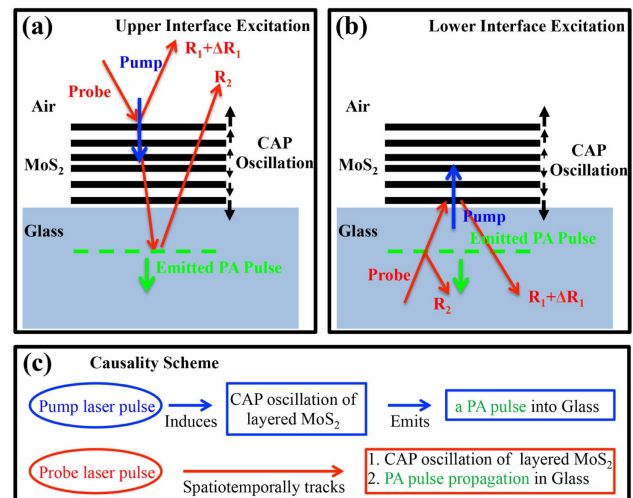 (a)
Upper Interface Excitation
R₁+ΔR₁
Pump
R₂
Probe
Air
CAP
Oscillation
MoS₂
Glass
Emitted PA Pulse
(b)
Lower Interface Excitation
Air
MoS₂
CAP
Oscillation
Pump
Glass
Emitted PA Pulse
Probe
R₂
R₁+ΔR₁
(c)
Causality Scheme
Pump laser pulse
Induces
CAP oscillation of
layered MoS₂
Emits
a PA pulse into Glass
Probe laser pulse
Spatiotemporally tracks
1. CAP oscillation of layered MoS₂
2. PA pulse propagation in Glass